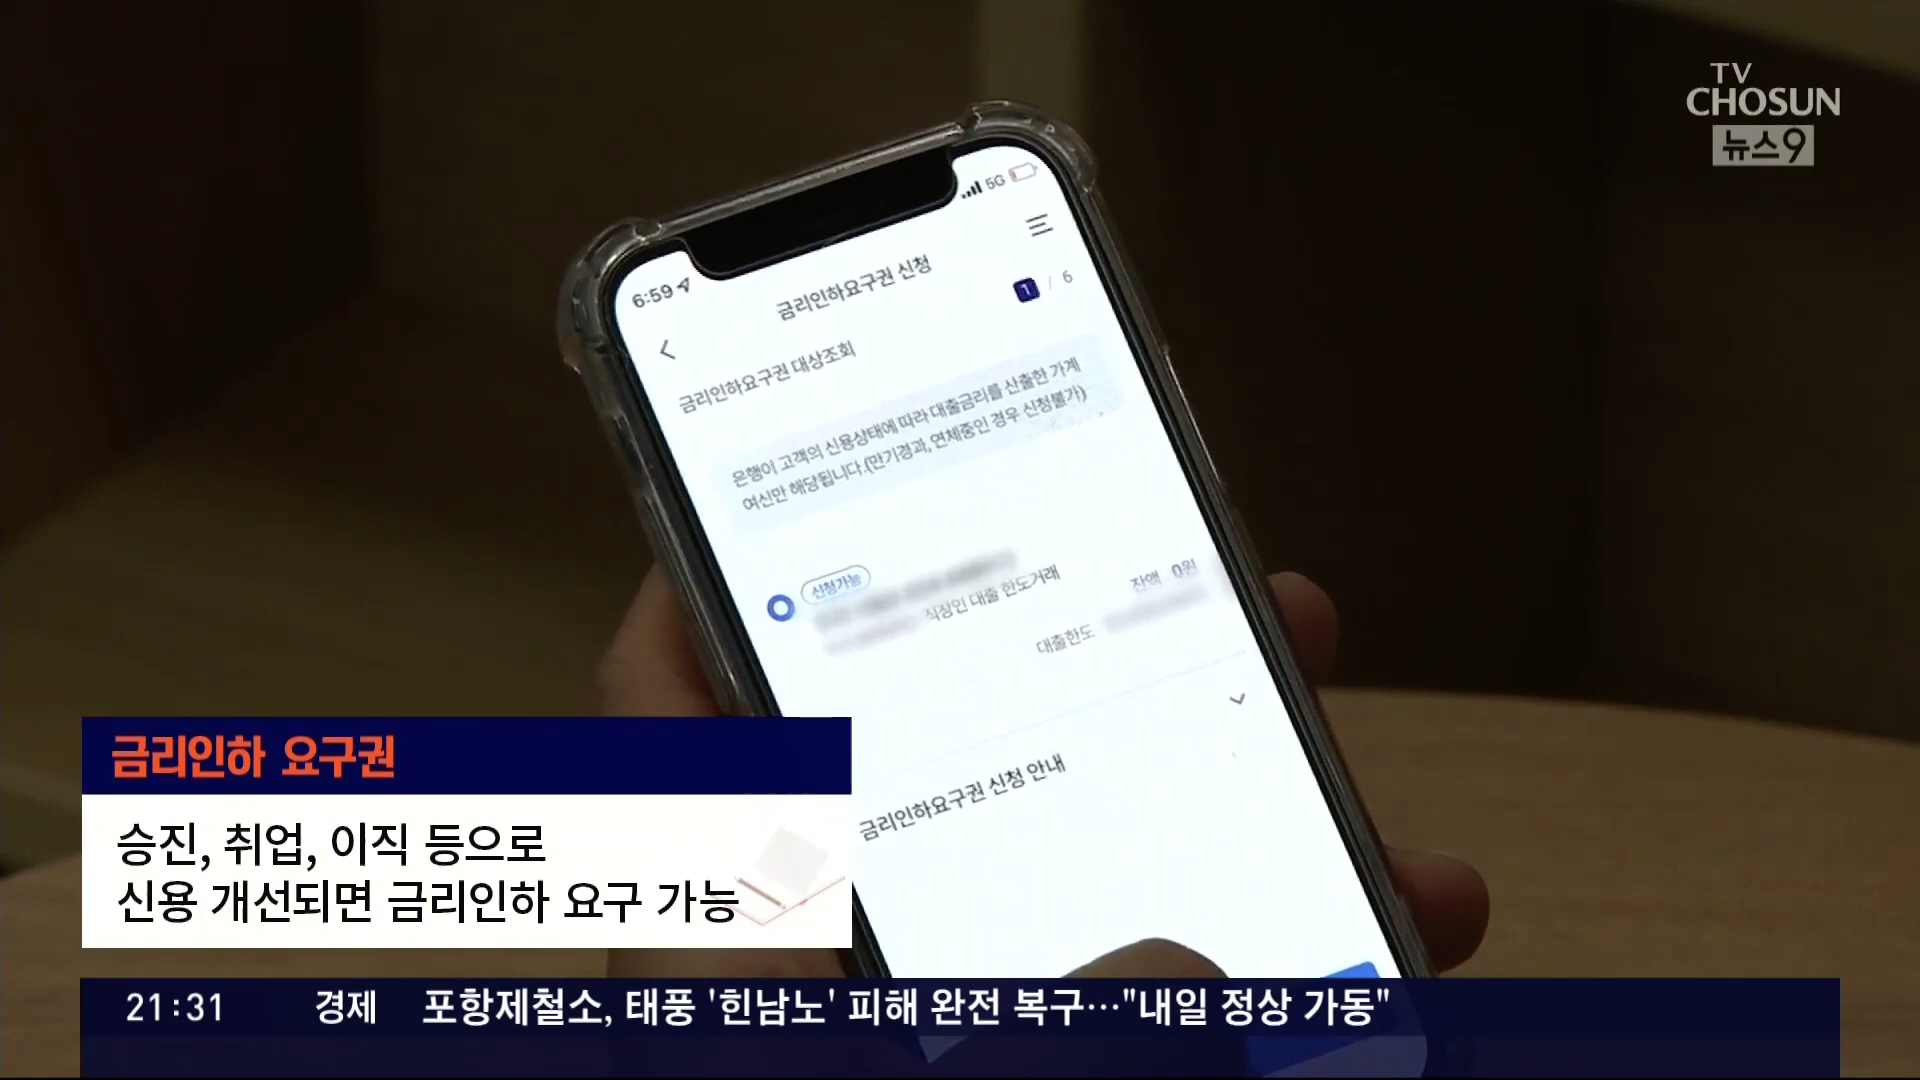 TV
CHOSUN
뉴스9
5G
6:59
금리인하요구권 신청
1 / 6
금리인하요구권 대상조회
은행이 고객의 신용상태에 따라 대출금리를 산출한 가계
여신만 해당됩니다.(만기경과, 연체중인 경우 신청불가)
신청가능
직장인 대출 한도거래
잔액 0원
대출한도
금리인하요구권 신청 안내
금리인하 요구권
승진, 취업, 이직 등으로
신용 개선되면 금리인하 요구 가능
21:31 경제 포항제철소, 태풍 '힌남노' 피해 완전 복구…"내일 정상 가동"